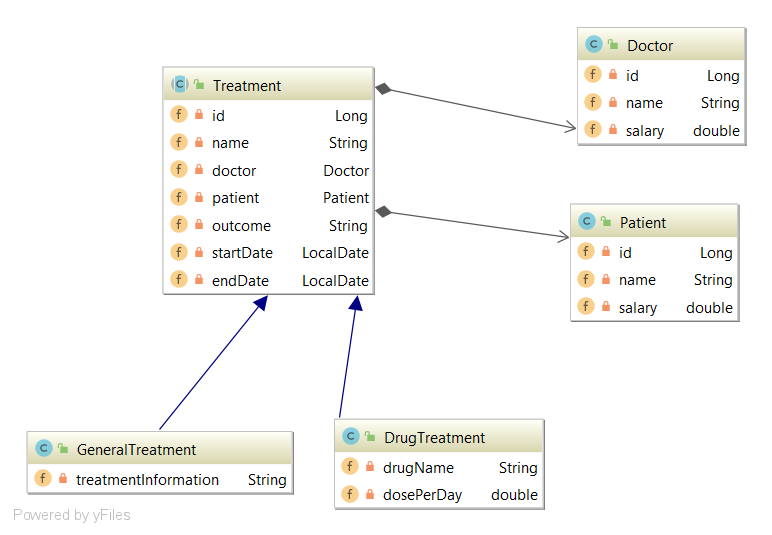 Treatment
id Long
name String
doctor Doctor
patient Patient
outcome String
startDate LocalDate
endDate LocalDate
Doctor
id Long
name String
salary double
Patient
id Long
name String
salary double
GeneralTreatment
treatmentInformation String
DrugTreatment
drugName String
dosePerDay double
Powered by yFiles